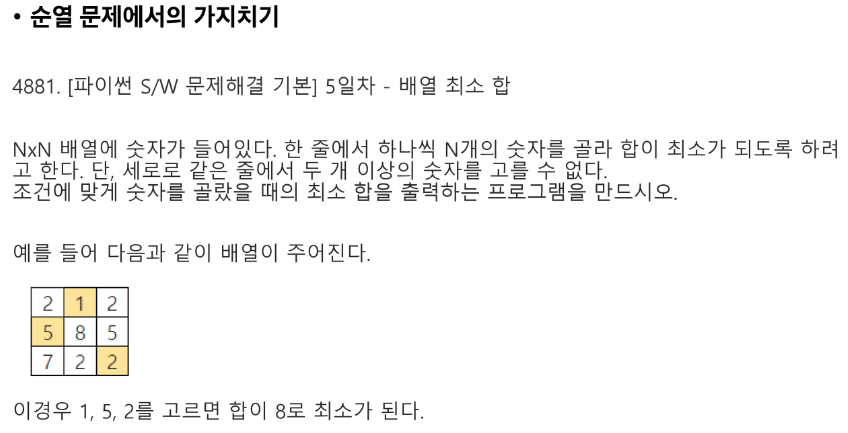 • 순열 문제에서의 가지치기
4881. [파이썬 S/W 문제해결 기본] 5일차 - 배열 최소 합
NxN 배열에 숫자가 들어있다. 한 줄에서 하나씩 N개의 숫자를 골라 합이 최소가 되도록 하려
고 한다. 단, 세로로 같은 줄에서 두 개 이상의 숫자를 고를 수 없다.
조건에 맞게 숫자를 골랐을 때의 최소 합을 출력하는 프로그램을 만드시오.
예를 들어 다음과 같이 배열이 주어진다.
2 1 2
5 8 5
7 2 2
이경우 1, 5, 2를 고르면 합이 8로 최소가 된다.